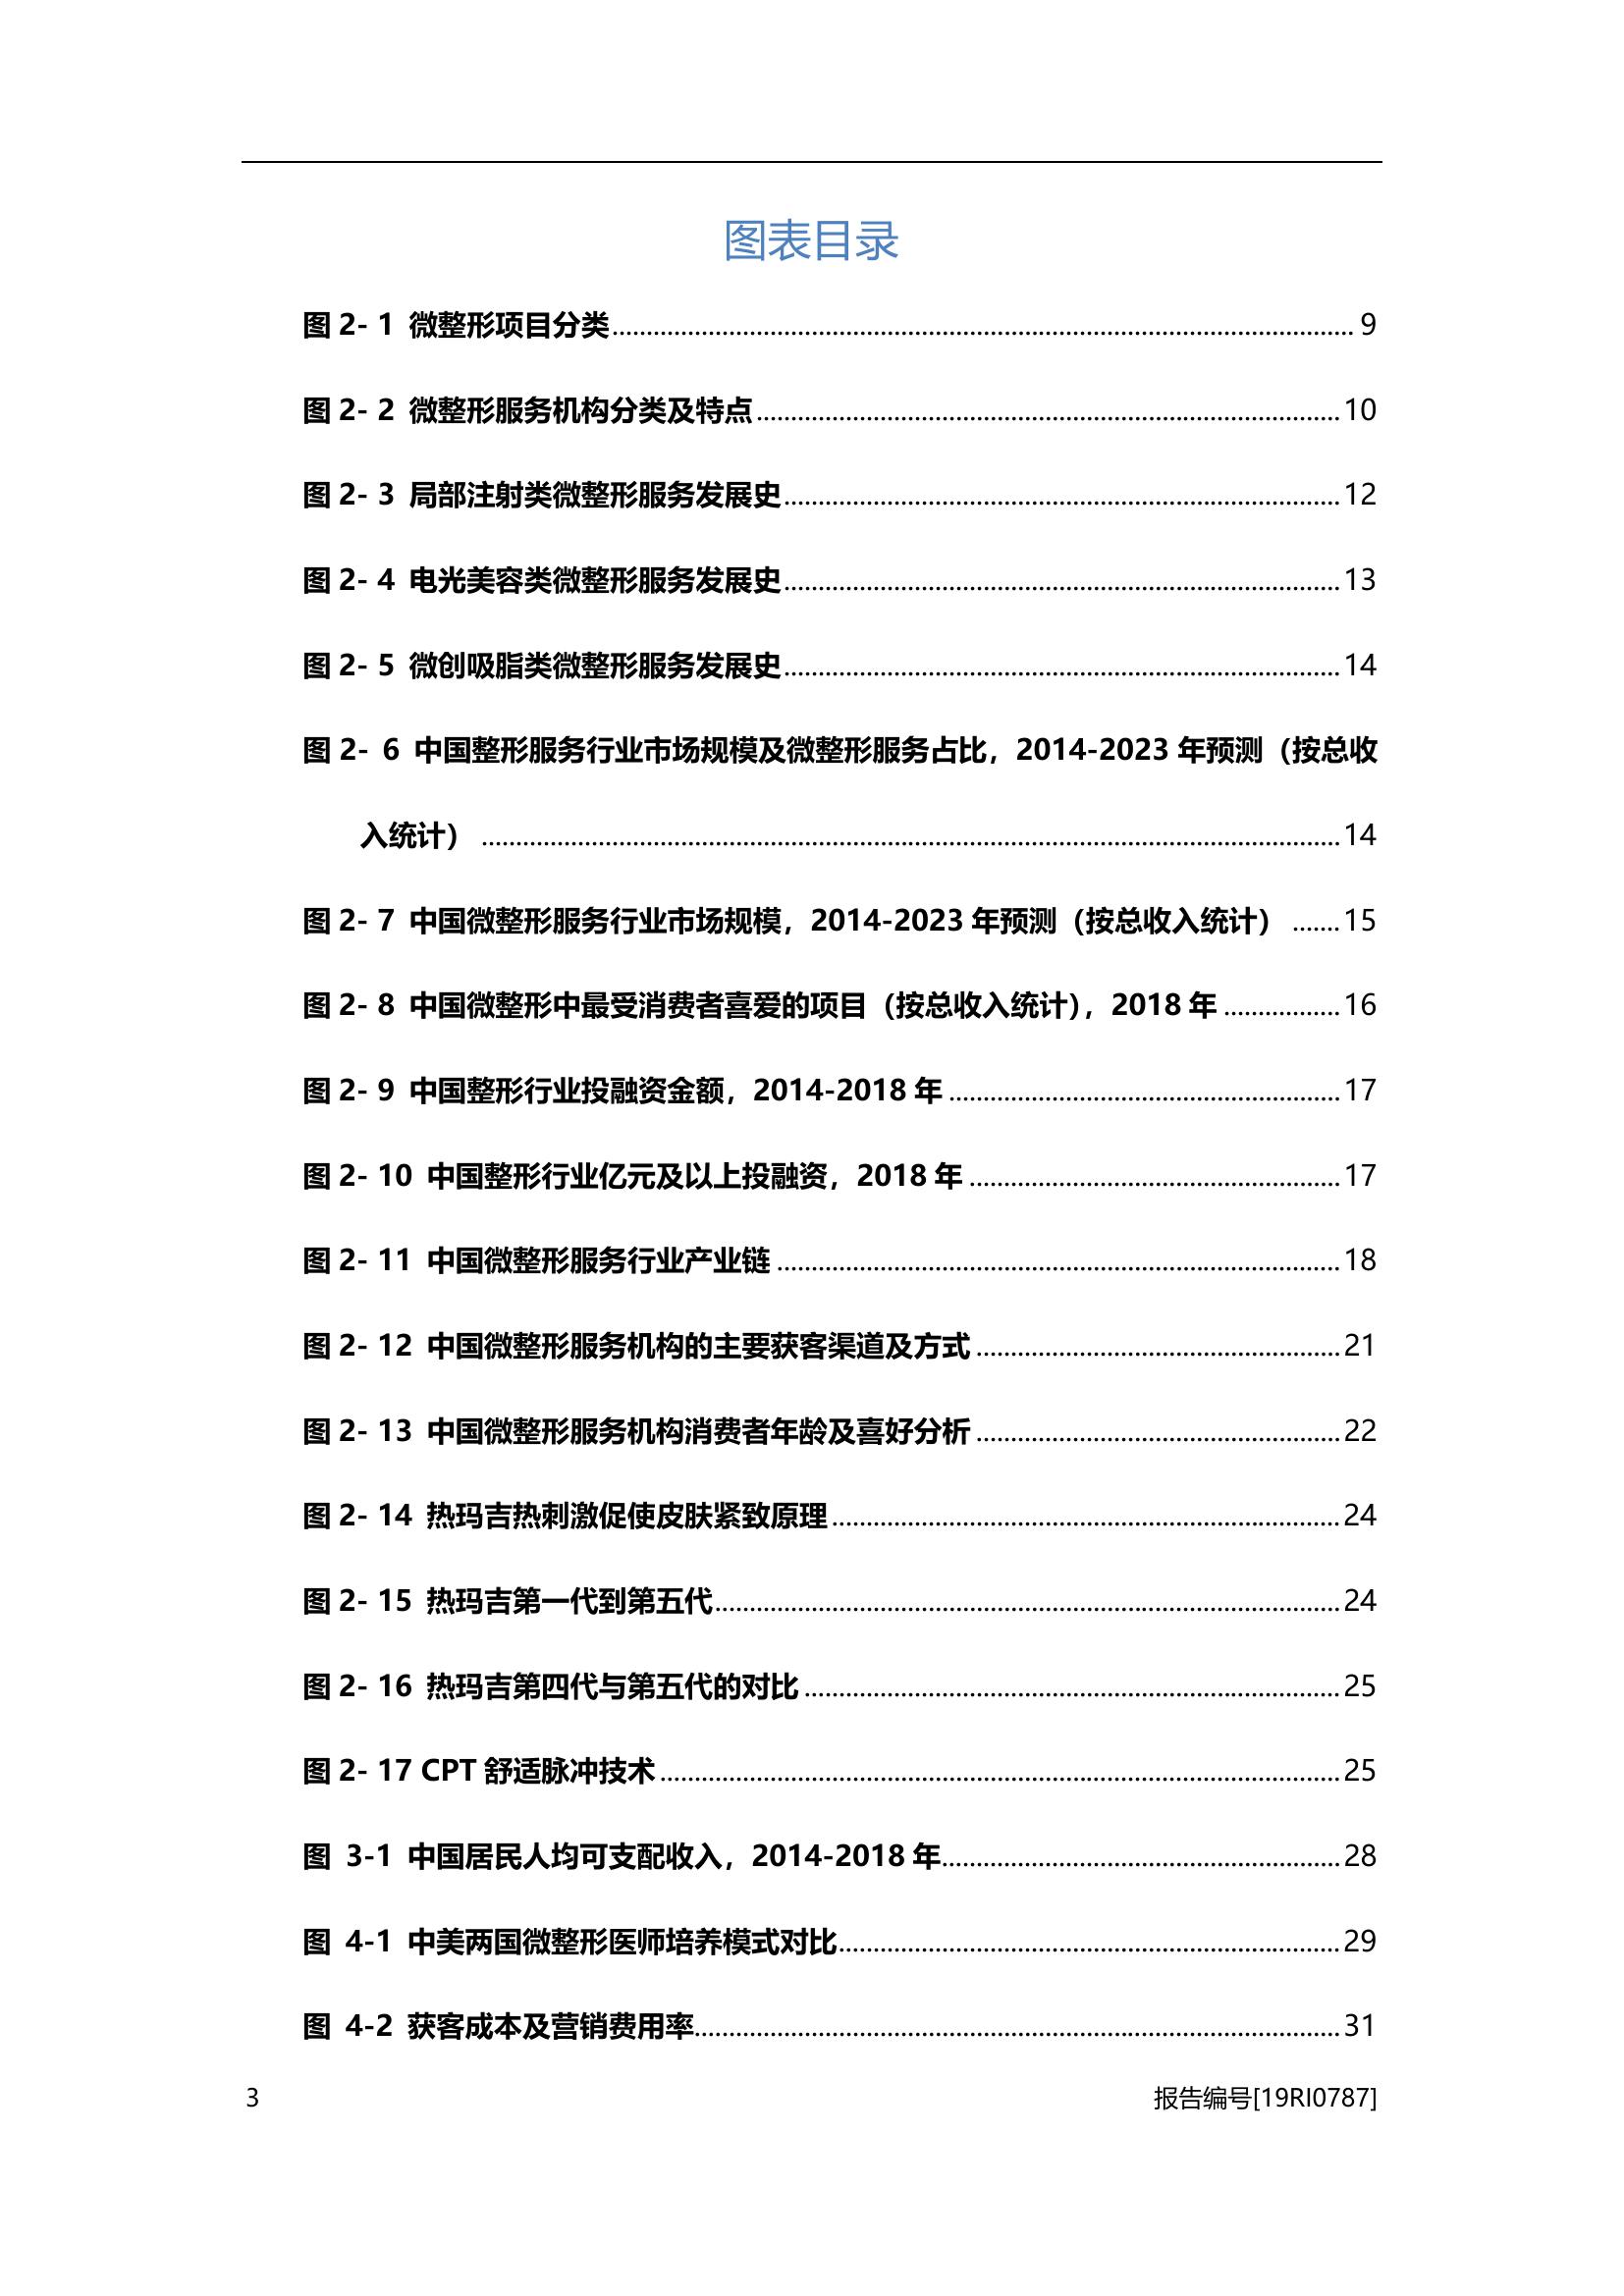 图表目录
图 2- 1 微整形项目分类........................................ 9
图 2- 2 微整形服务机构分类及特点........................................10
图 2- 3 局部注射类微整形服务发展史........................................12
图 2- 4 电光美容类微整形服务发展史........................................13
图 2- 5 微创吸脂类微整形服务发展史........................................14
图 2- 6 中国整形服务行业市场规模及微整形服务占比，2014-2023 年预测（按总收
入统计） ........................................14
图 2- 7 中国微整形服务行业市场规模，2014-2023 年预测（按总收入统计） .......15
图 2- 8 中国微整形中最受消费者喜爱的项目（按总收入统计），2018 年 .................16
图 2- 9 中国整形行业投融资金额，2014-2018 年 ........................................17
图 2- 10 中国整形行业亿元及以上投融资，2018 年 ........................................17
图 2- 11 中国微整形服务行业产业链 ........................................18
图 2- 12 中国微整形服务机构的主要获客渠道及方式 ........................................21
图 2- 13 中国微整形服务机构消费者年龄及喜好分析 ........................................22
图 2- 14 热玛吉热刺激促使皮肤紧致原理........................................24
图 2- 15 热玛吉第一代到第五代........................................24
图 2- 16 热玛吉第四代与第五代的对比 ........................................25
图 2- 17 CPT 舒适脉冲技术 ........................................25
图 3-1 中国居民人均可支配收入，2014-2018 年........................................28
图 4-1 中美两国微整形医师培养模式对比........................................29
图 4-2 获客成本及营销费用率........................................31
3 报告编号[19RI0787]